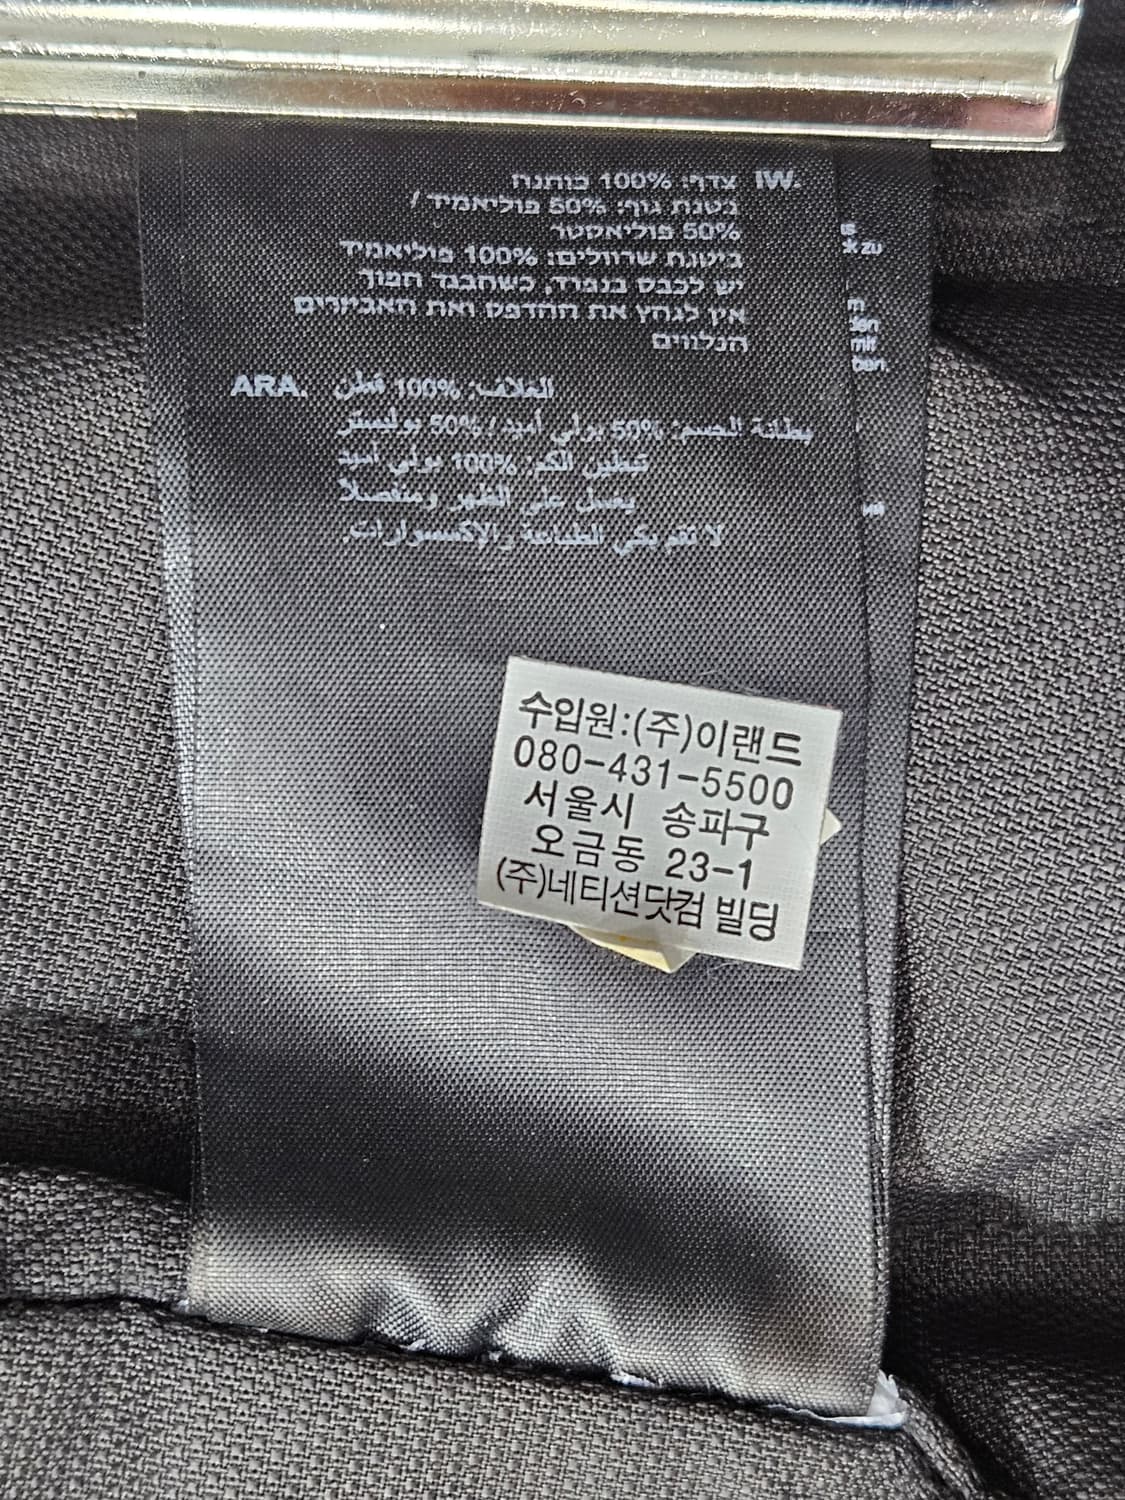 IW. צדף: 100% כותנה
בטנת גוף: 50% פוליאמיד /
50% פוליאסטר
ביטנת שרוולים: 100% פוליאמיד
יש לכבס בנפרד, כשהבגד הפוך
אין לגהץ את ההדפס ואת האביזרים
הנלווים
ARA. الغلاف: 100% قطن
بطانة الجسم: 50% بولي أميد / 50% بولستر
تبطين الكم: 100% بولي أميد
يغسل على الظهر ومنفصلاً
لا تقم بكي الطباعة والإكسسوارات.
수입원:(주)이랜드
080-431-5500
서울시 송파구
오금동 23-1
(주)네티션닷컴 빌딩